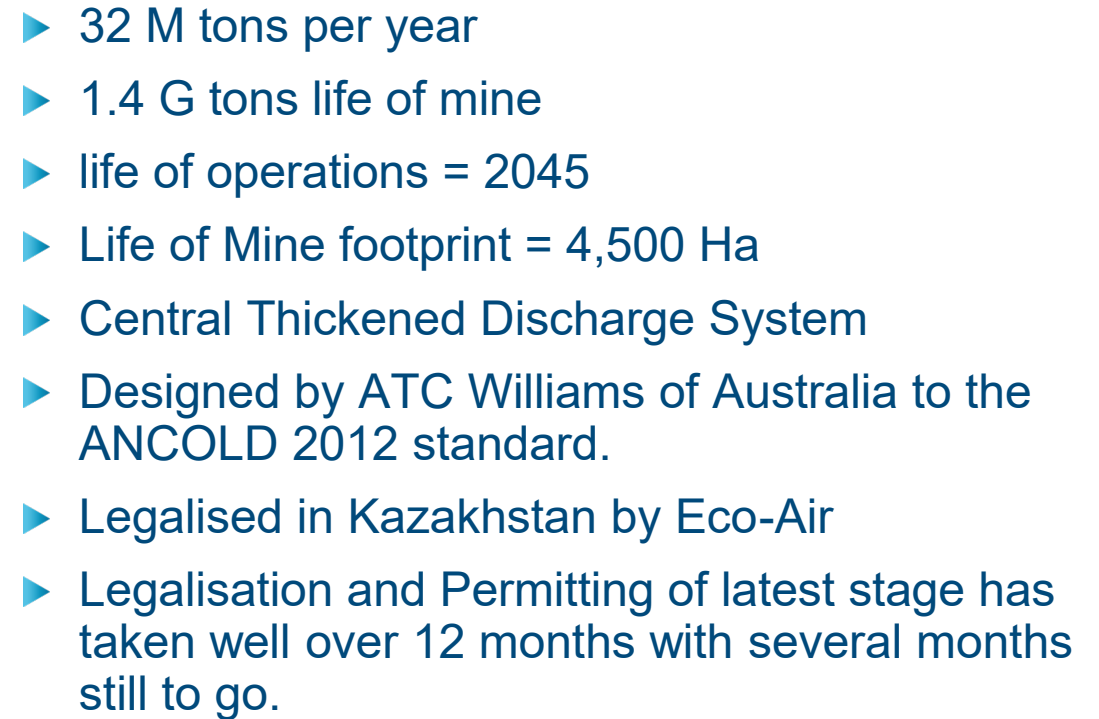 32 M tons per year
1.4 G tons life of mine
life of operations = 2045
Life of Mine footprint = 4,500 Ha
Central Thickened Discharge System
Designed by ATC Williams of Australia to the
ANCOLD 2012 standard.
Legalised in Kazakhstan by Eco-Air
Legalisation and Permitting of latest stage has
taken well over 12 months with several months
still to go.